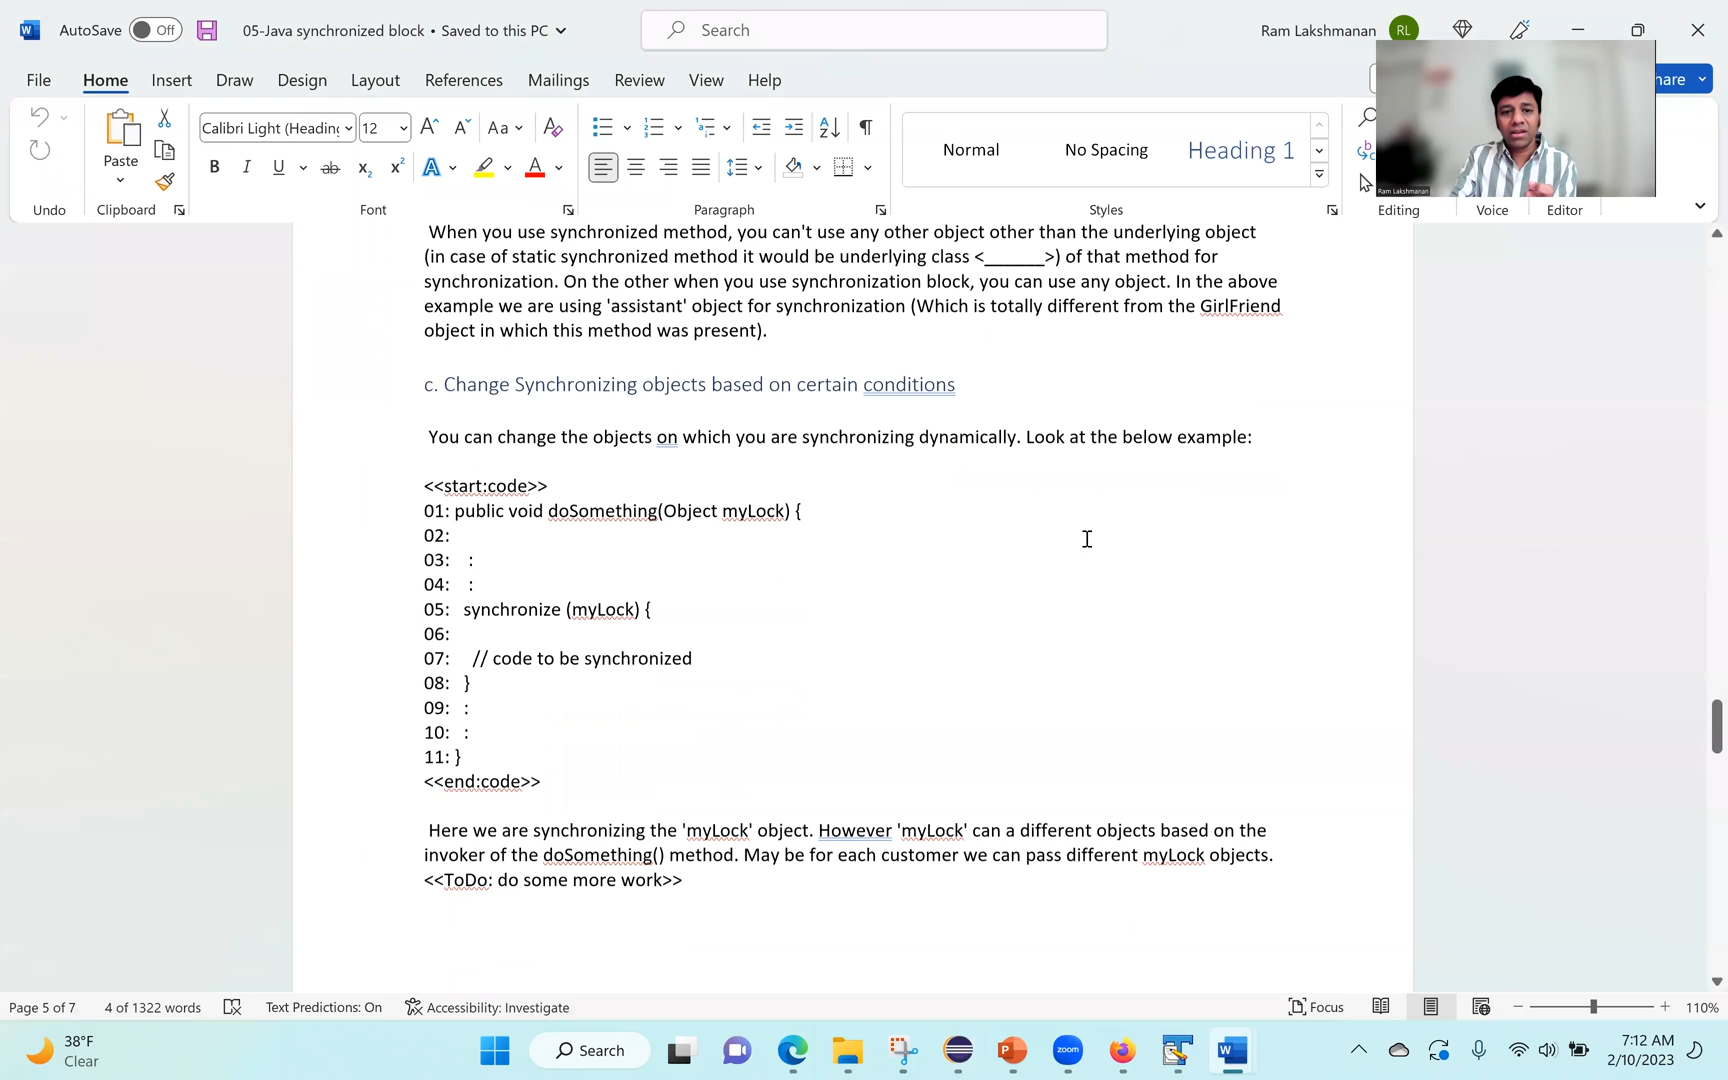 AutoSave Off 05-Java synchronized block • Saved to this PC Search Ram Lakshmanan RL
File Home Insert Draw Design Layout References Mailings Review View Help hare
Paste Calibri Light (Heading 12 Aa
Normal No Spacing Heading 1
B I U ab x₂ x² A A
Ram Lakshmanan
Undo Clipboard Font Paragraph Styles Editing Voice Editor
When you use synchronized method, you can't use any other object other than the underlying object
(in case of static synchronized method it would be underlying class <______>) of that method for
synchronization. On the other when you use synchronization block, you can use any object. In the above
example we are using 'assistant' object for synchronization (Which is totally different from the GirlFriend
object in which this method was present).
c. Change Synchronizing objects based on certain conditions
You can change the objects on which you are synchronizing dynamically. Look at the below example:
<<start:code>>
01: public void doSomething(Object myLock) {
02:
03: :
04: :
05: synchronize (myLock) {
06:
07: // code to be synchronized
08: }
09: :
10: :
11: }
<<end:code>>
Here we are synchronizing the 'myLock' object. However 'myLock' can a different objects based on the
invoker of the doSomething() method. May be for each customer we can pass different myLock objects.
<<ToDo: do some more work>>
Page 5 of 7 4 of 1322 words Text Predictions: On Accessibility: Investigate Focus 110%
38°F
Clear
Search
zoom
7:12 AM
2/10/2023